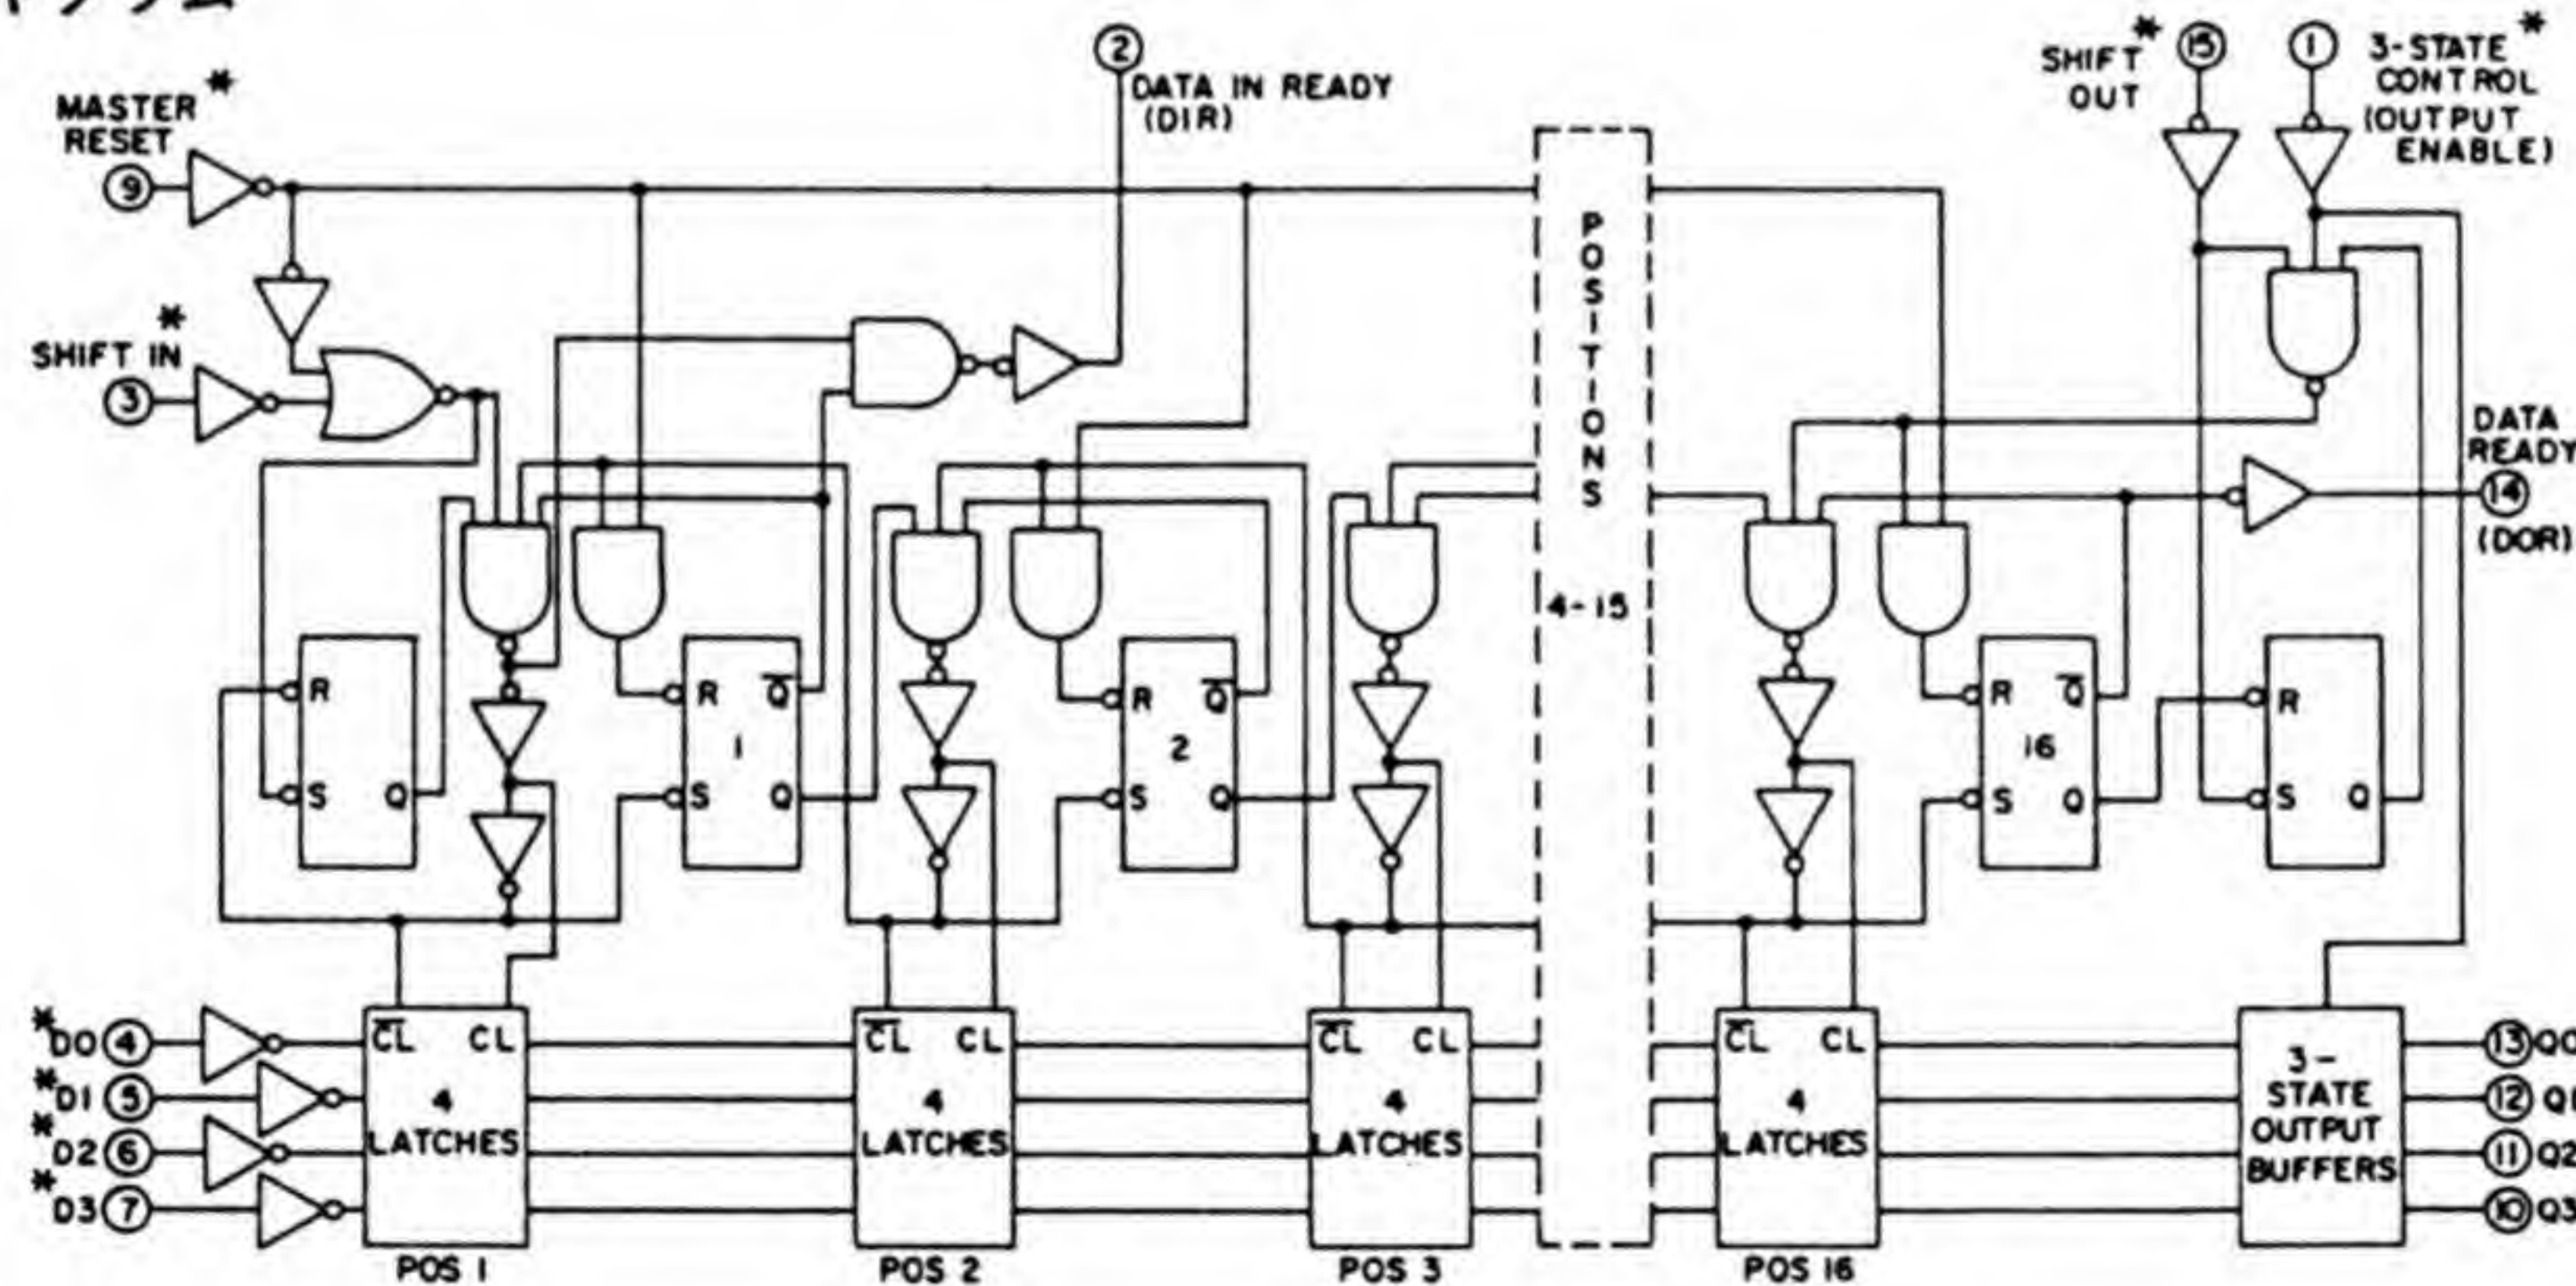 2
DATA IN READY
(DIR)
MASTER *
RESET
9
SHIFT IN *
3
SHIFT *
OUT
15
1
3-STATE *
CONTROL
(OUTPUT
ENABLE)
POSITIONS
4-15
DATA
READY
14
(DOR)
R
S Q
R Q̅
1
S Q
R Q̅
2
S Q
R Q̅
16
S Q
R
S Q
*D0 4
*D1 5
*D2 6
*D3 7
C̅L̅ CL
4
LATCHES
POS 1
C̅L̅ CL
4
LATCHES
POS 2
C̅L̅ CL
4
LATCHES
POS 3
C̅L̅ CL
4
LATCHES
POS 16
3-
STATE
OUTPUT
BUFFERS
13 Q0
12 Q1
11 Q2
10 Q3